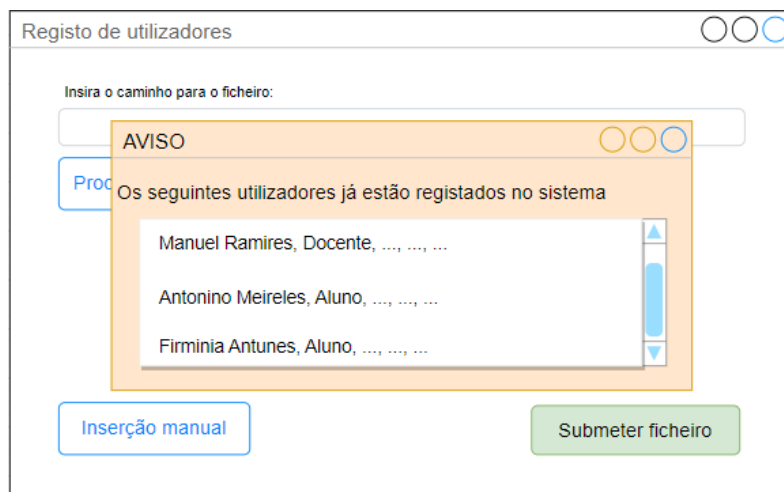 Registo de utilizadores
Insira o caminho para o ficheiro:
AVISO
Os seguintes utilizadores já estão registados no sistema
Manuel Ramires, Docente, ..., ..., ...
Antonino Meireles, Aluno, ..., ..., ...
Firminia Antunes, Aluno, ..., ..., ...
Inserção manual
Submeter ficheiro